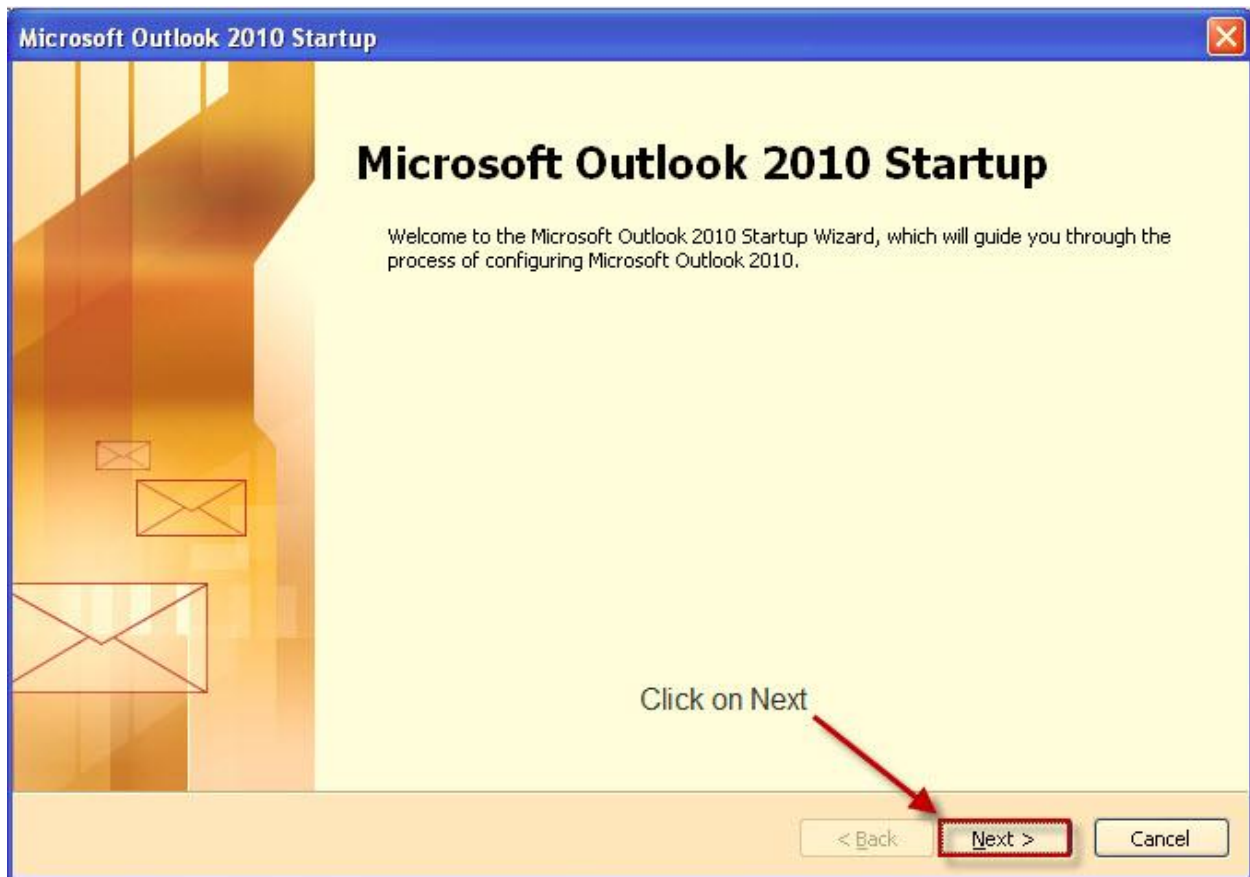 Microsoft Outlook 2010 Startup
Microsoft Outlook 2010 Startup
Welcome to the Microsoft Outlook 2010 Startup Wizard, which will guide you through the
process of configuring Microsoft Outlook 2010.
Click on Next
< Back Next > Cancel